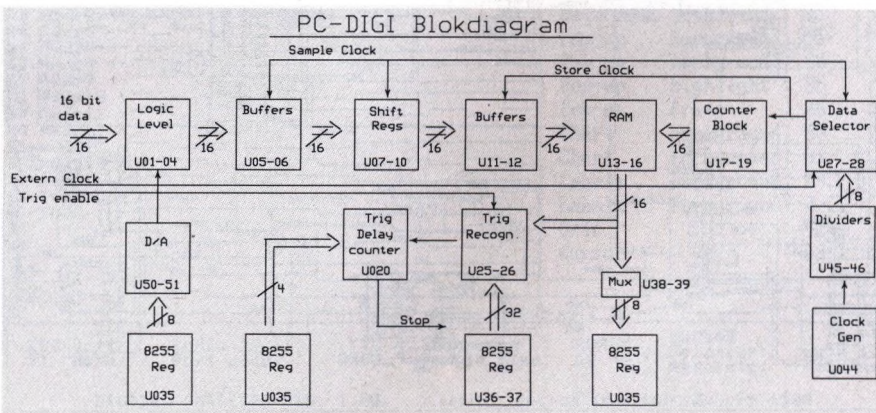 PC-DIGI Blokdiagram
Sample Clock
Store Clock
16 bit
data
16
Logic
Level
U01-04
16
Buffers
U05-06
16
Shift
Regs
U07-10
16
Buffers
U11-12
16
RAM
U13-16
16
Counter
Block
U17-19
Data
Selector
U27-28
Extern Clock
Trig enable
D/A
U50-51
8
8255
Reg
U035
4
8255
Reg
U035
Trig
Delay
counter
U020
Stop
Trig
Recogn.
U25-26
32
8255
Reg
U36-37
16
Mux
U38-39
8
8255
Reg
U035
8
Dividers
U45-46
Clock
Gen
U044